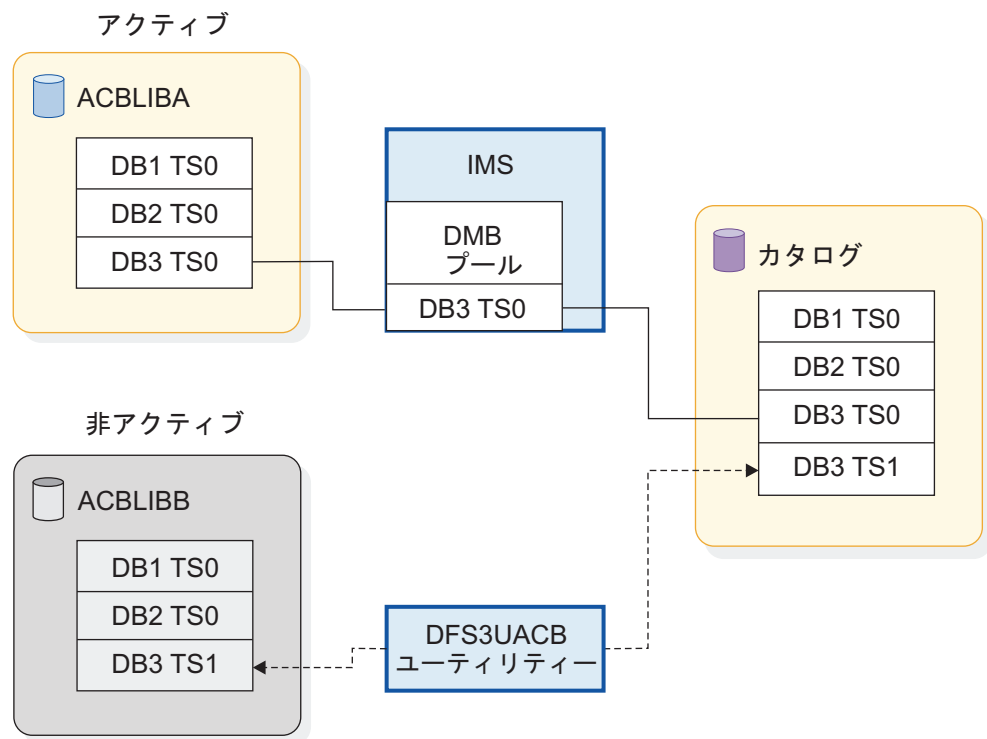 アクティブ
ACBLIBA
DB1 TS0
DB2 TS0
DB3 TS0
IMS
DMB
プール
DB3 TS0
カタログ
DB1 TS0
DB2 TS0
DB3 TS0
DB3 TS1
非アクティブ
ACBLIBB
DB1 TS0
DB2 TS0
DB3 TS1
DFS3UACB
ユーティリティー